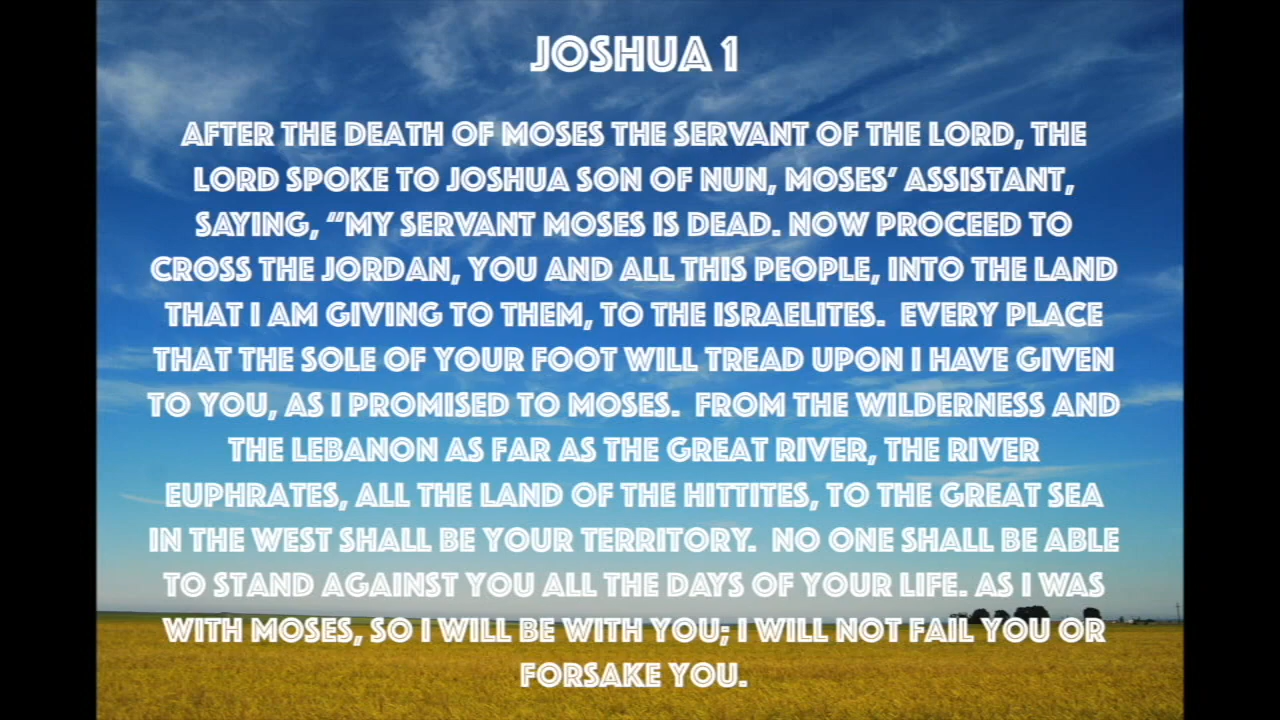 JOSHUA 1
AFTER THE DEATH OF MOSES THE SERVANT OF THE LORD, THE
LORD SPOKE TO JOSHUA SON OF NUN, MOSES’ ASSISTANT,
SAYING, “MY SERVANT MOSES IS DEAD. NOW PROCEED TO
CROSS THE JORDAN, YOU AND ALL THIS PEOPLE, INTO THE LAND
THAT I AM GIVING TO THEM, TO THE ISRAELITES. EVERY PLACE
THAT THE SOLE OF YOUR FOOT WILL TREAD UPON I HAVE GIVEN
TO YOU, AS I PROMISED TO MOSES. FROM THE WILDERNESS AND
THE LEBANON AS FAR AS THE GREAT RIVER, THE RIVER
EUPHRATES, ALL THE LAND OF THE HITTITES, TO THE GREAT SEA
IN THE WEST SHALL BE YOUR TERRITORY. NO ONE SHALL BE ABLE
TO STAND AGAINST YOU ALL THE DAYS OF YOUR LIFE. AS I WAS
WITH MOSES, SO I WILL BE WITH YOU; I WILL NOT FAIL YOU OR
FORSAKE YOU.